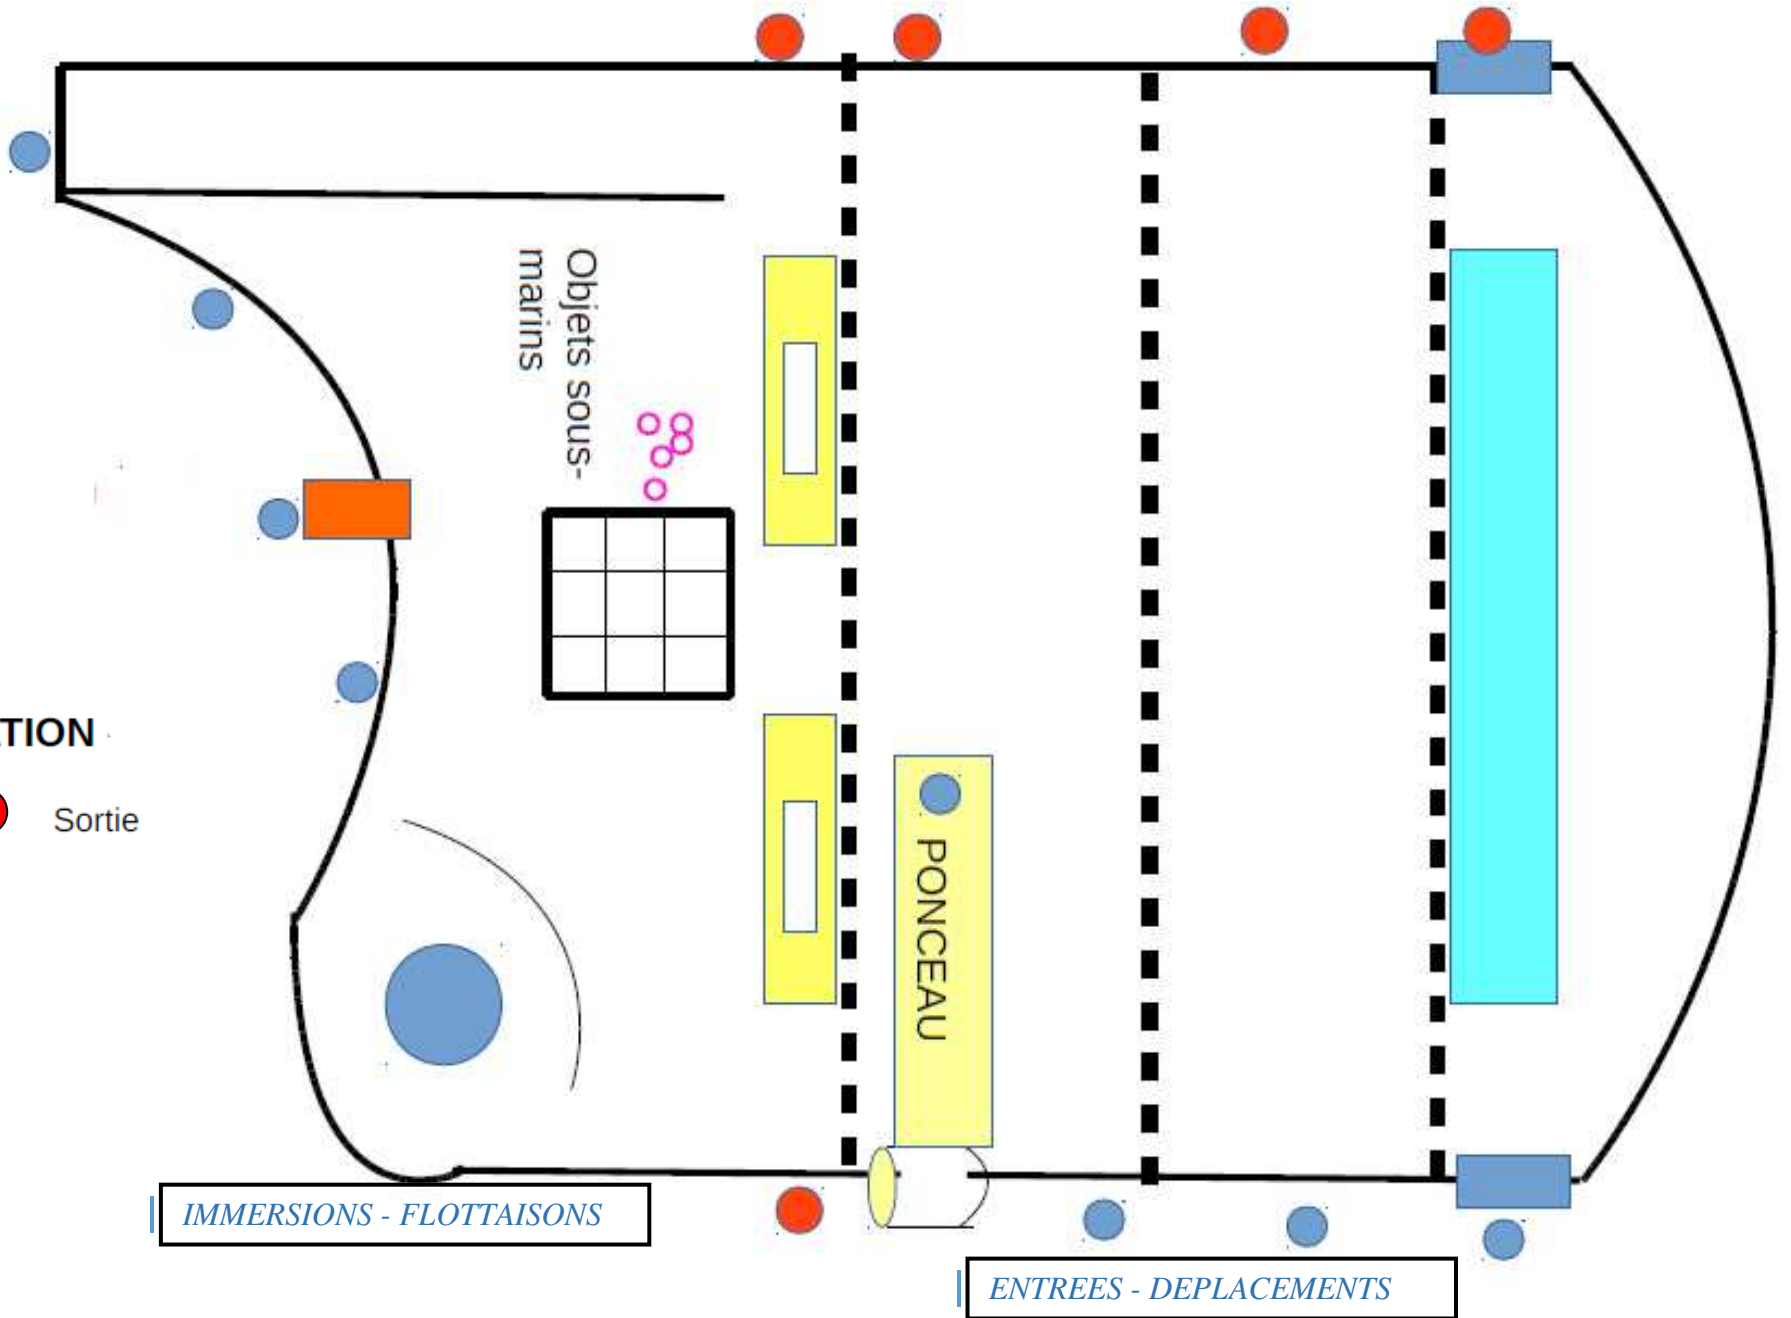 Objets sous-
marins
TION
Sortie
PONCEAU
IMMERSIONS - FLOTTAISONS
ENTREES - DEPLACEMENTS